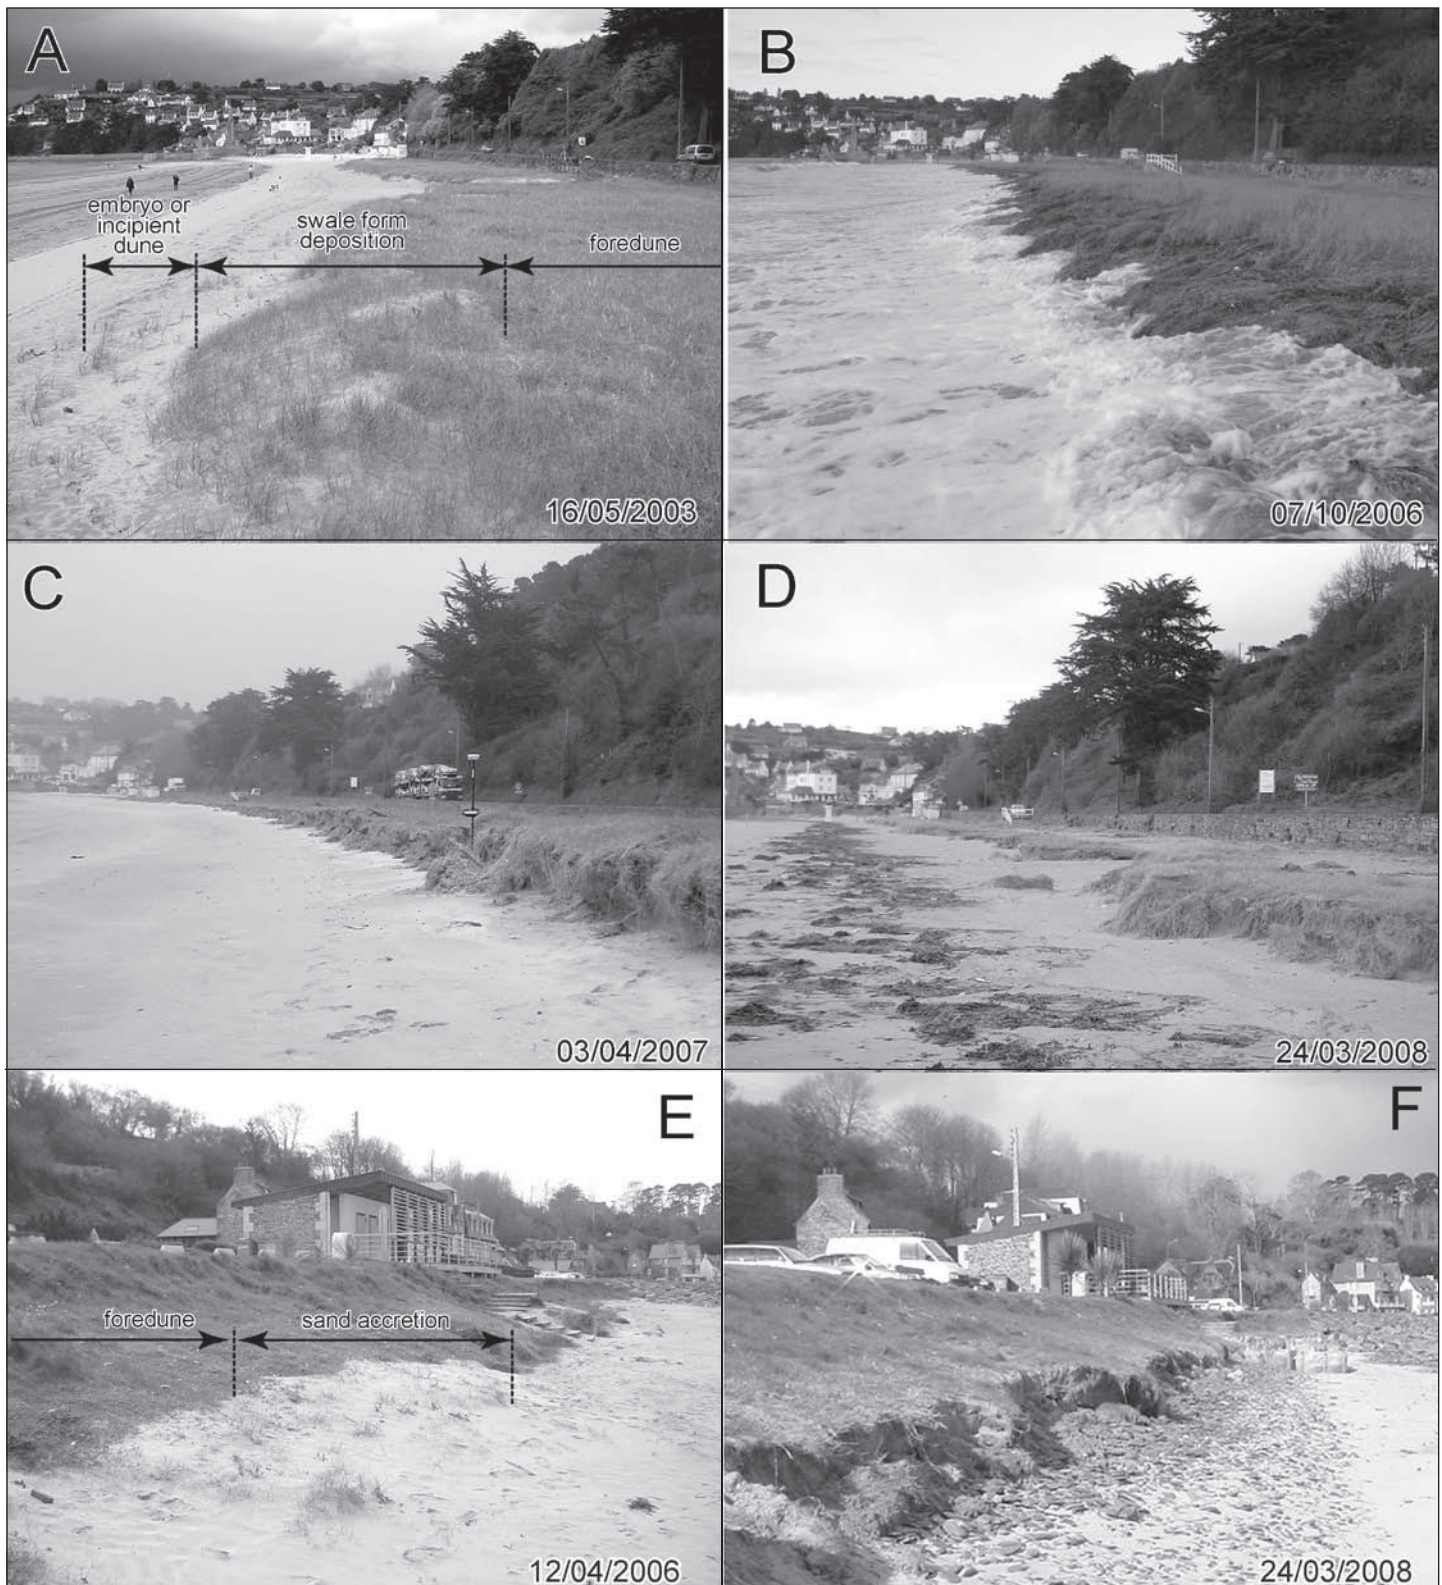 A
embryo or
incipient
dune
swale form
deposition
foredune
16/05/2003
B
07/10/2006
C
03/04/2007
D
24/03/2008
E
foredune
sand accretion
12/04/2006
F
24/03/2008